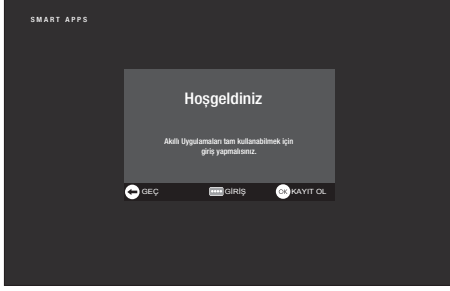 SMART APPS
Hoşgeldiniz
Akıllı Uygulamaları tam kullanabilmek için
giriş yapmalısınız.
GEÇ GİRİŞ OK KAYIT OL